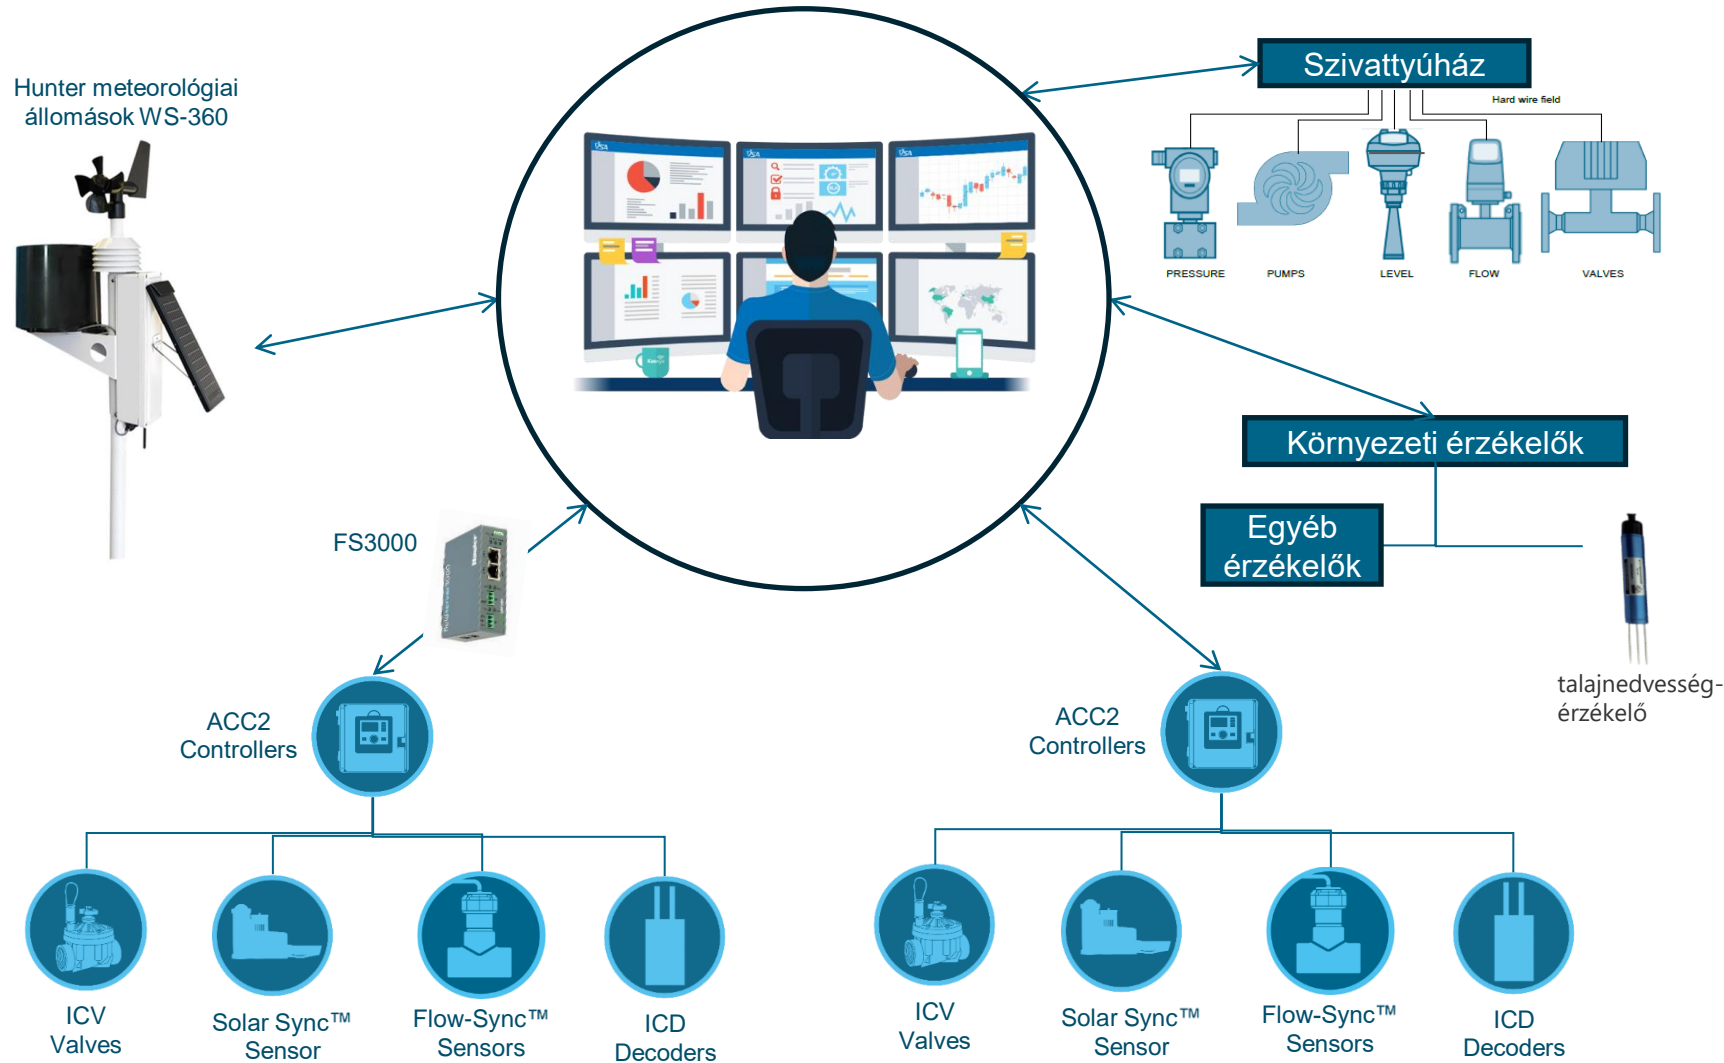 Hunter meteorológiai
állomások WS-360
Szivattyúház
Hard wire field
PRESSURE
PUMPS
LEVEL
FLOW
VALVES
Környezeti érzékelők
Egyéb
érzékelők
talajnedvesség-
érzékelő
FS3000
ACC2
Controllers
ACC2
Controllers
ICV
Valves
Solar Sync™
Sensor
Flow-Sync™
Sensors
ICD
Decoders
ICV
Valves
Solar Sync™
Sensor
Flow-Sync™
Sensors
ICD
Decoders